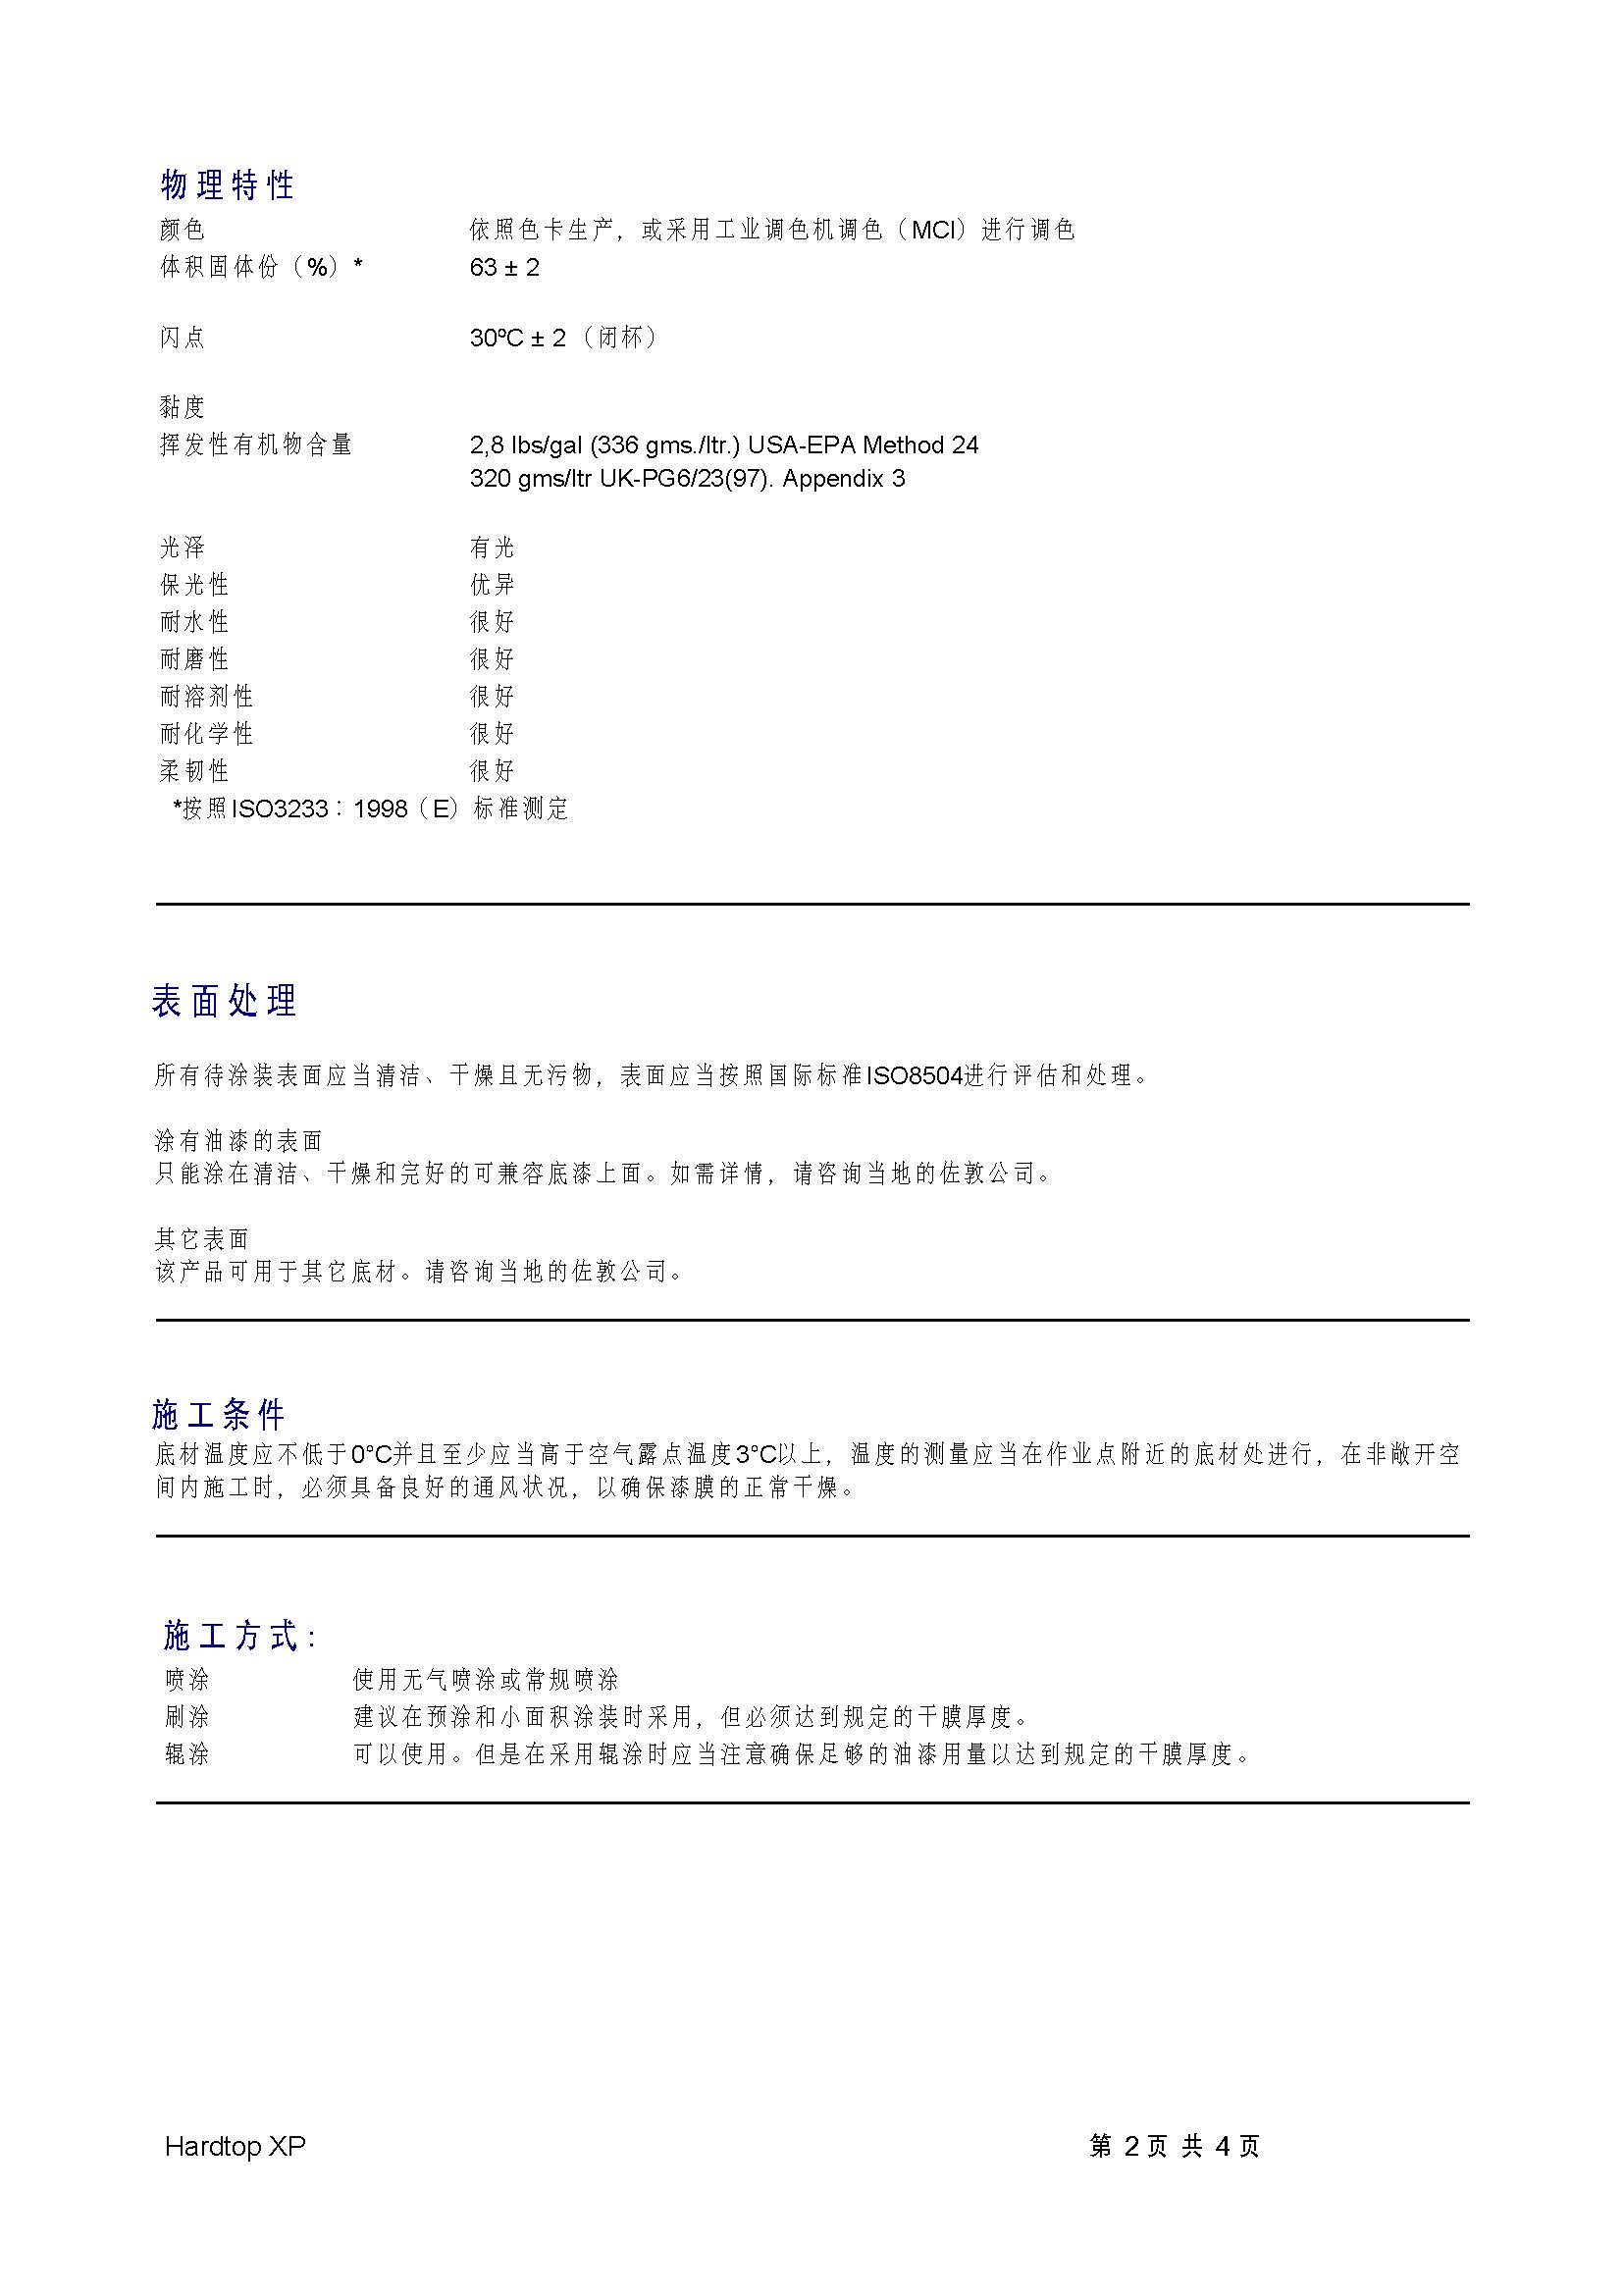 物理特性
颜色 依照色卡生产，或采用工业调色机调色（MCI）进行调色
体积固体份（%）* 63 ± 2
闪点 30ºC ± 2（闭杯）
黏度
挥发性有机物含量 2,8 lbs/gal (336 gms./ltr.) USA-EPA Method 24
320 gms/ltr UK-PG6/23(97). Appendix 3
光泽 有光
保光性 优异
耐水性 很好
耐磨性 很好
耐溶剂性 很好
耐化学性 很好
柔韧性 很好
*按照ISO3233：1998（E）标准测定
表面处理
所有待涂装表面应当清洁、干燥且无污物，表面应当按照国际标准ISO8504进行评估和处理。
涂有油漆的表面
只能涂在清洁、干燥和完好的可兼容底漆上面。如需详情，请咨询当地的佐敦公司。
其它表面
该产品可用于其它底材。请咨询当地的佐敦公司。
施工条件
底材温度应不低于0°C并且至少应当高于空气露点温度3°C以上，温度的测量应当在作业点附近的底材处进行，在非敞开空
间内施工时，必须具备良好的通风状况，以确保漆膜的正常干燥。
施工方式：
喷涂 使用无气喷涂或常规喷涂
刷涂 建议在预涂和小面积涂装时采用，但必须达到规定的干膜厚度。
辊涂 可以使用。但是在采用辊涂时应当注意确保足够的油漆用量以达到规定的干膜厚度。
Hardtop XP 第 2 页 共 4 页